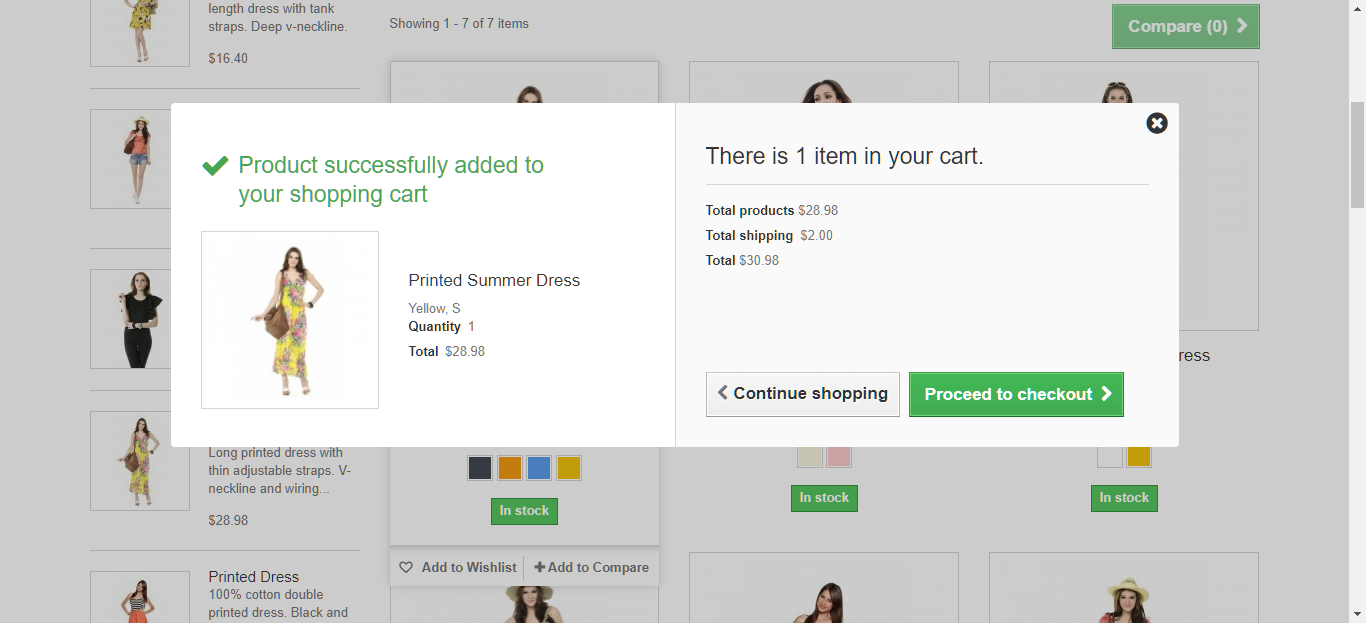 length dress with tank
straps. Deep v-neckline.
$16.40
Showing 1 - 7 of 7 items
Compare (0)
Product successfully added to
your shopping cart
Printed Summer Dress
Yellow, S
Quantity 1
Total $28.98
There is 1 item in your cart.
Total products $28.98
Total shipping $2.00
Total $30.98
Continue shopping
Proceed to checkout
ress
Long printed dress with
thin adjustable straps. V-
neckline and wiring...
$28.98
In stock
In stock
In stock
Add to Wishlist
Add to Compare
Printed Dress
100% cotton double
printed dress. Black and